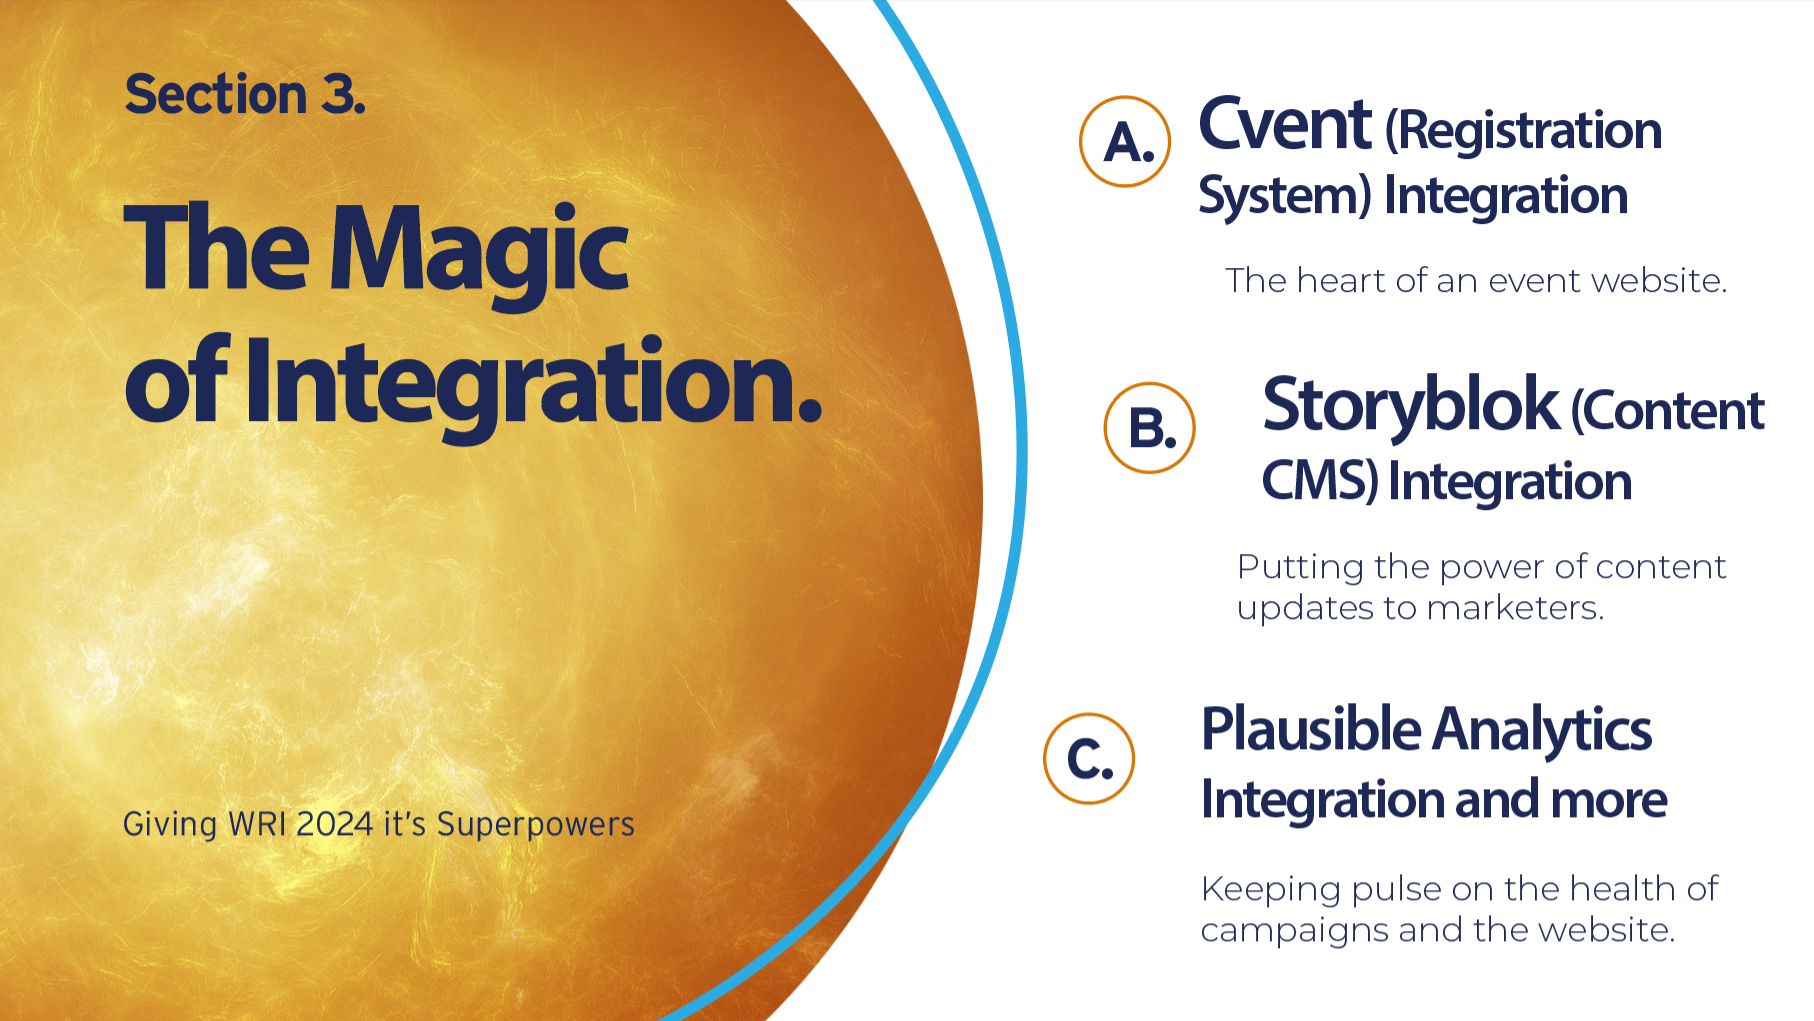 Section 3.
The Magic
of Integration.
Giving WRI 2024 it's Superpowers
A.
Cvent (Registration
System) Integration
The heart of an event website.
B.
Storyblok (Content
CMS) Integration
Putting the power of content
updates to marketers.
C.
Plausible Analytics
Integration and more
Keeping pulse on the health of
campaigns and the website.